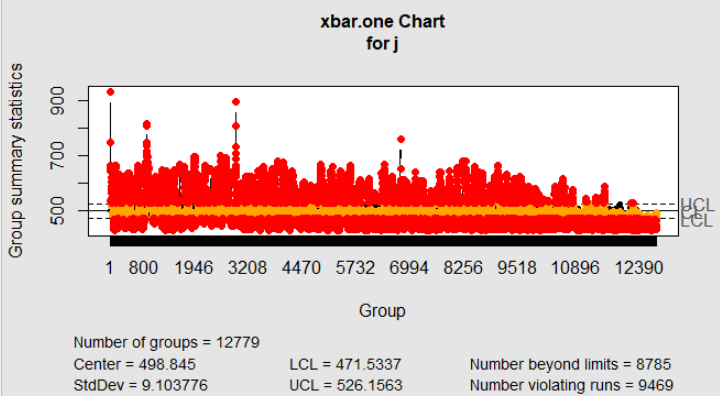 xbar.one Chart
for j
Group summary statistics
900
700
500
UCL
CL
LCL
1 800 1946 3208 4470 5732 6994 8256 9518 10896 12390
Group
Number of groups = 12779
Center = 498.845 LCL = 471.5337 Number beyond limits = 8785
StdDev = 9.103776 UCL = 526.1563 Number violating runs = 9469